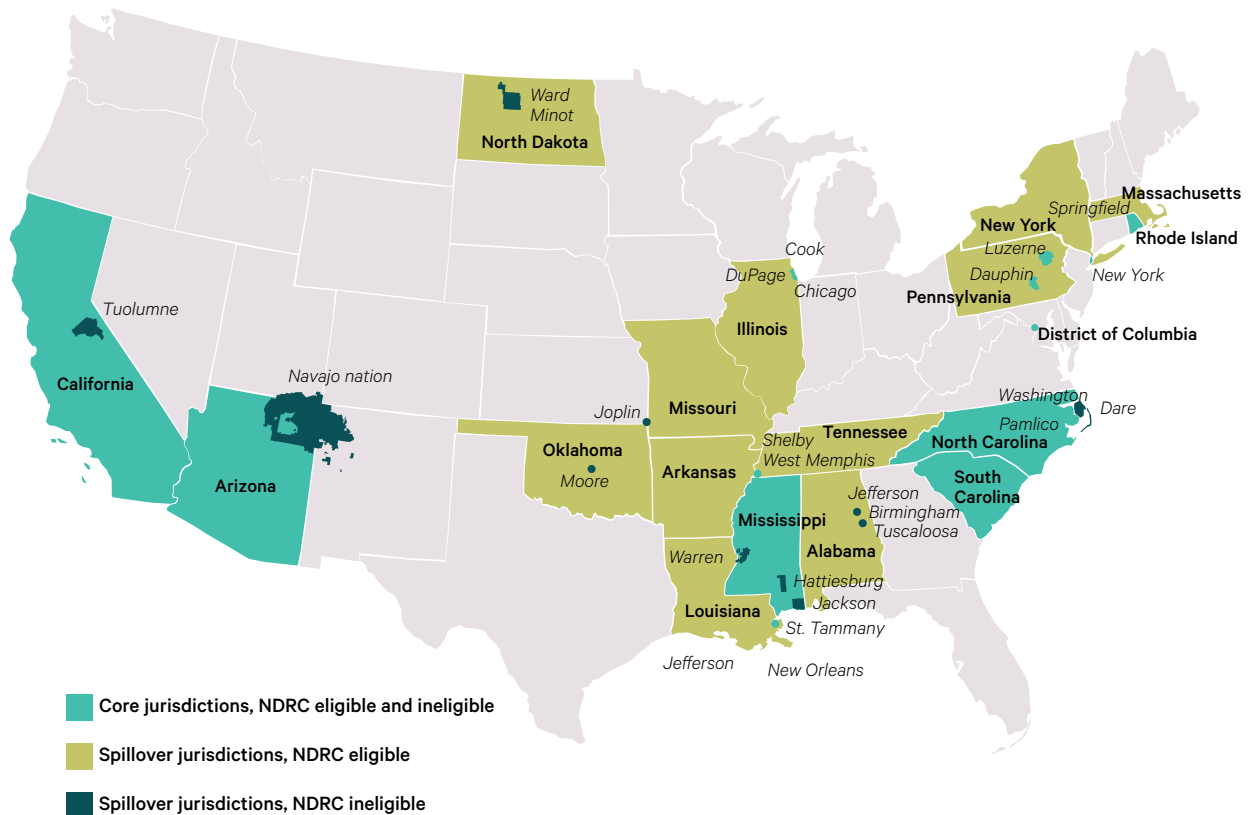 Ward
Minot
North Dakota
Massachusetts
Springfield
New York
Rhode Island
Luzerne
Cook
DuPage
Chicago
Dauphin
New York
Pennsylvania
Tuolumne
Illinois
District of Columbia
California
Navajo nation
Washington
Dare
Joplin
Missouri
Pamlico
Tennessee
North Carolina
Shelby
West Memphis
Oklahoma
Moore
Arkansas
Arizona
South
Carolina
Jefferson
Birmingham
Tuscaloosa
Mississippi
Alabama
Warren
Hattiesburg
Jackson
Louisiana
St. Tammany
Jefferson
New Orleans
Core jurisdictions, NDRC eligible and ineligible
Spillover jurisdictions, NDRC eligible
Spillover jurisdictions, NDRC ineligible